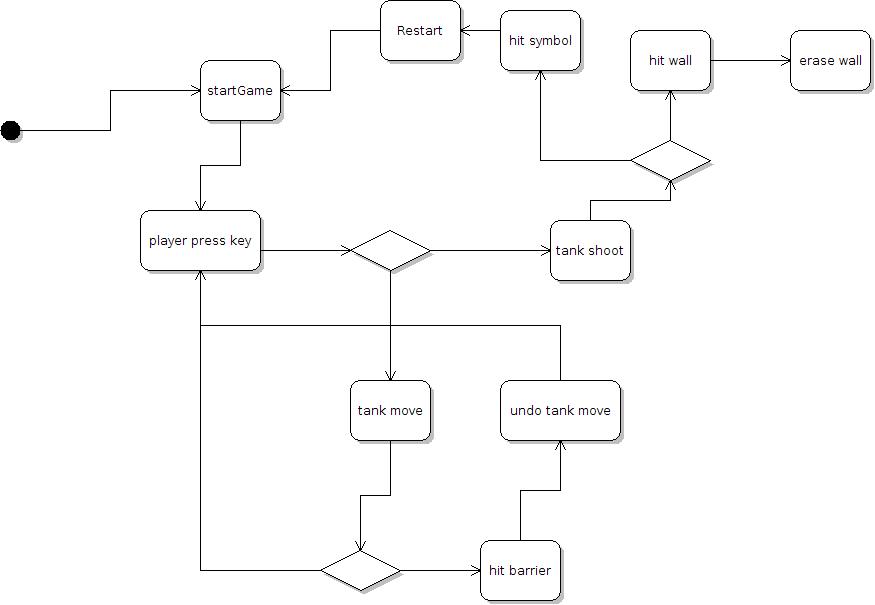 Restart
hit symbol
hit wall
erase wall
startGame
player press key
tank shoot
tank move
undo tank move
hit barrier